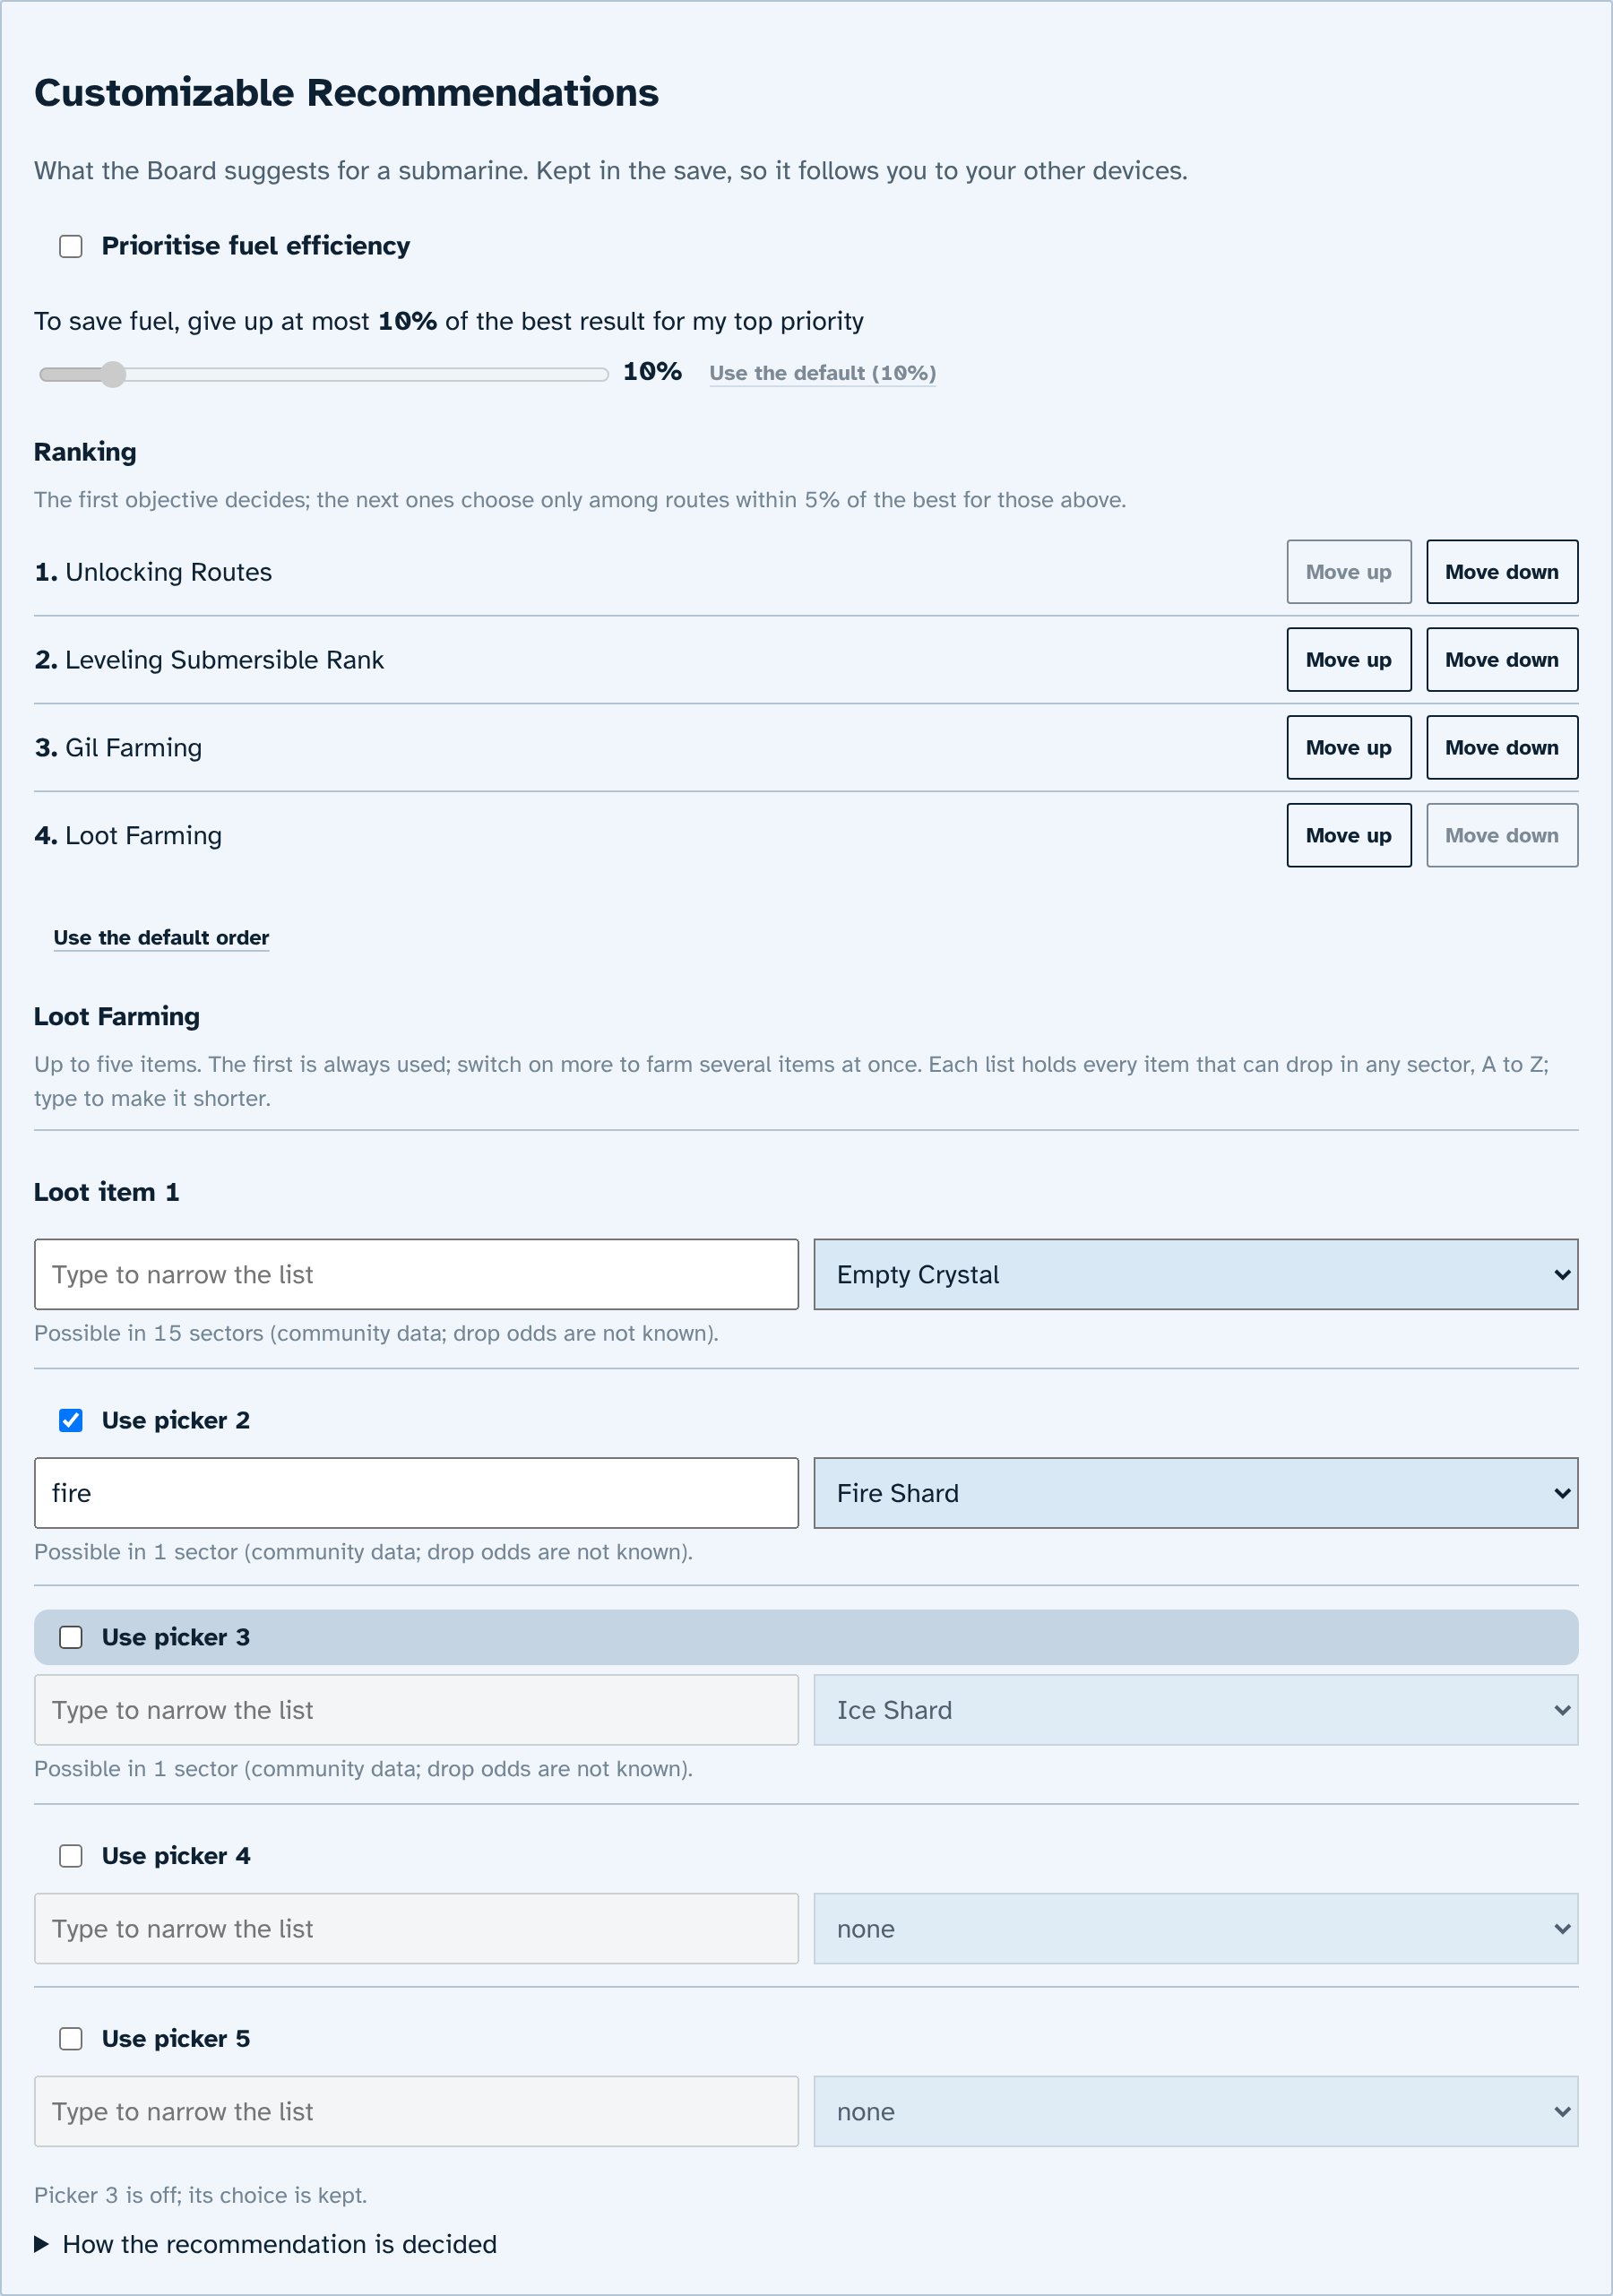 Customizable Recommendations
What the Board suggests for a submarine. Kept in the save, so it follows you to your other devices.
Prioritise fuel efficiency
To save fuel, give up at most 10% of the best result for my top priority
10% Use the default (10%)
Ranking
The first objective decides; the next ones choose only among routes within 5% of the best for those above.
1. Unlocking Routes Move up Move down
2. Leveling Submersible Rank Move up Move down
3. Gil Farming Move up Move down
4. Loot Farming Move up Move down
Use the default order
Loot Farming
Up to five items. The first is always used; switch on more to farm several items at once. Each list holds every item that can drop in any sector, A to Z;
type to make it shorter.
Loot item 1
Type to narrow the list Empty Crystal
Possible in 15 sectors (community data; drop odds are not known).
Use picker 2
fire Fire Shard
Possible in 1 sector (community data; drop odds are not known).
Use picker 3
Type to narrow the list Ice Shard
Possible in 1 sector (community data; drop odds are not known).
Use picker 4
Type to narrow the list none
Use picker 5
Type to narrow the list none
Picker 3 is off; its choice is kept.
How the recommendation is decided